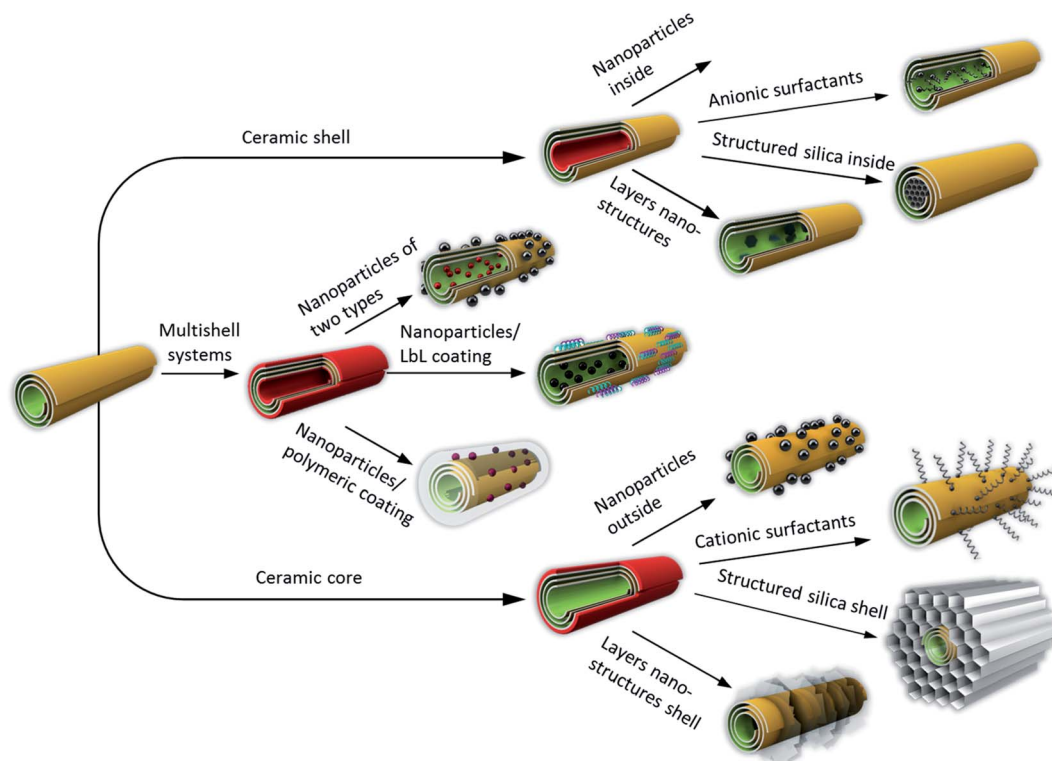 Nanoparticles
inside
Anionic surfactants
Ceramic shell
Structured silica inside
Layers nano-
structures
Nanoparticles of
two types
Multishell
systems
Nanoparticles/
LbL coating
Nanoparticles/
polymeric coating
Nanoparticles
outside
Cationic surfactants
Ceramic core
Structured silica shell
Layers nano-
structures shell